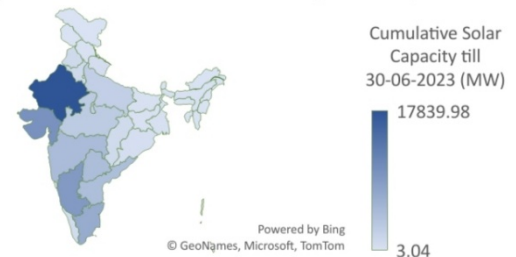 Cumulative Solar
Capacity till
30-06-2023 (MW)
17839.98
3.04
Powered by Bing
© GeoNames, Microsoft, TomTom